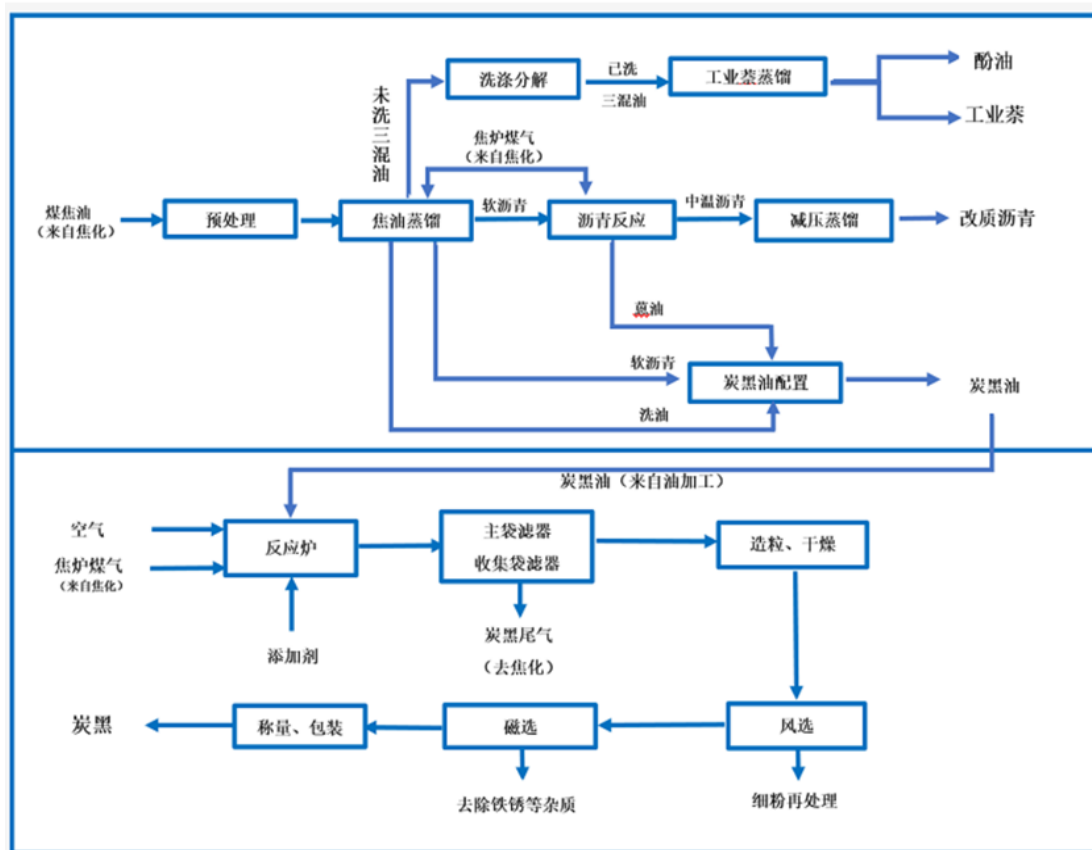 洗涤分解
已洗
三混油
工业萘蒸馏
酚油
工业萘
未洗三混油
焦炉煤气
（来自焦化）
煤焦油
（来自焦化）
预处理
焦油蒸馏
软沥青
沥青反应
中温沥青
减压蒸馏
改质沥青
蒽油
软沥青
炭黑油配置
炭黑油
洗油
炭黑油（来自油加工）
空气
焦炉煤气
（来自焦化）
反应炉
添加剂
主袋滤器
收集袋滤器
炭黑尾气
（去焦化）
造粒、干燥
炭黑
称量、包装
磁选
风选
去除铁锈等杂质
细粉再处理